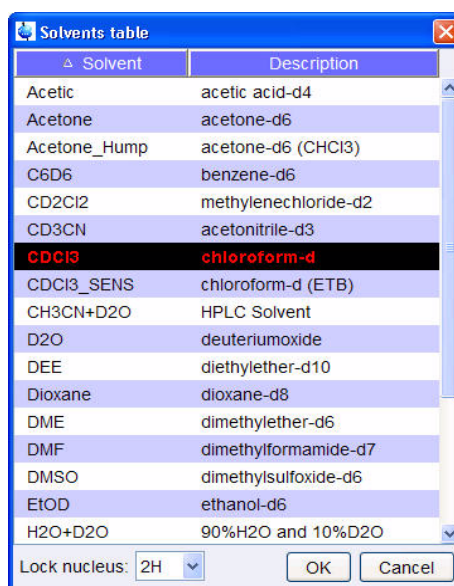 Solvents table
△ Solvent Description
Acetic acetic acid-d4
Acetone acetone-d6
Acetone_Hump acetone-d6 (CHCl3)
C6D6 benzene-d6
CD2Cl2 methylenechloride-d2
CD3CN acetonitrile-d3
CDCl3 chloroform-d
CDCl3_SENS chloroform-d (ETB)
CH3CN+D2O HPLC Solvent
D2O deuteriumoxide
DEE diethylether-d10
Dioxane dioxane-d8
DME dimethylether-d6
DMF dimethylformamide-d7
DMSO dimethylsulfoxide-d6
EtOD ethanol-d6
H2O+D2O 90%H2O and 10%D2O
Lock nucleus: 2H OK Cancel